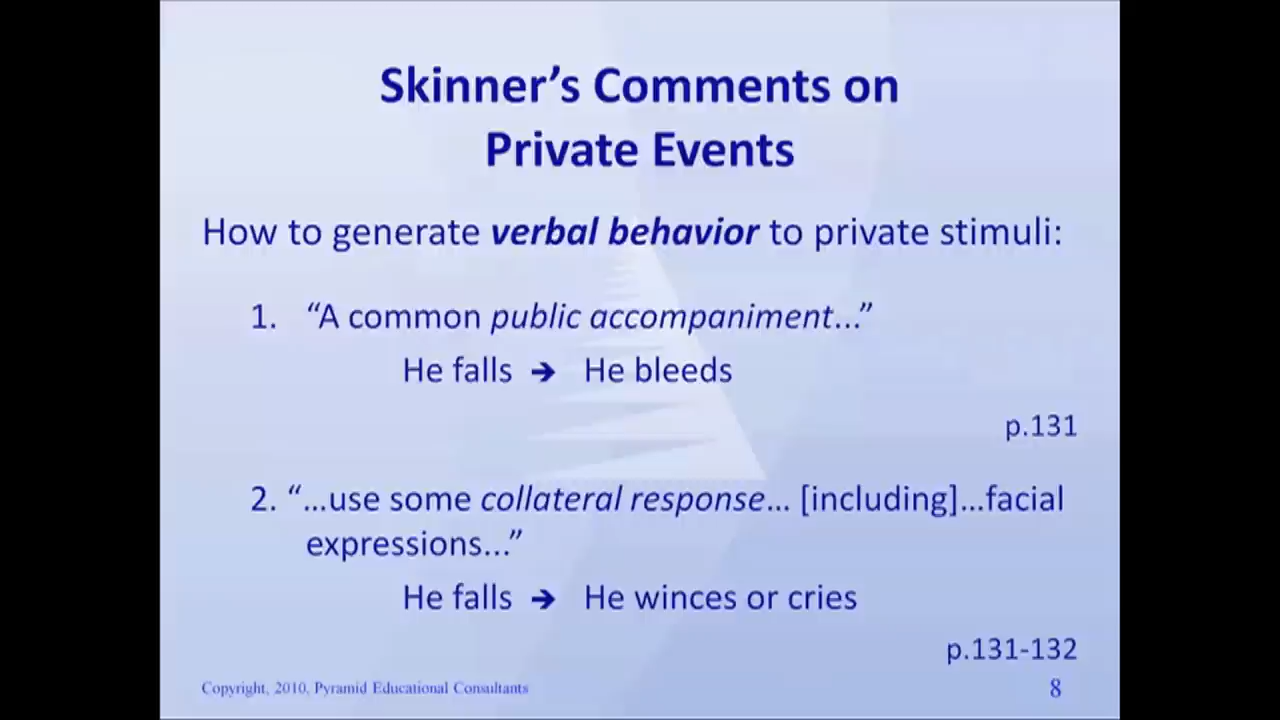 Skinner’s Comments on
Private Events
How to generate verbal behavior to private stimuli:
1. “A common public accompaniment...”
He falls ➔ He bleeds
p.131
2. “...use some collateral response... [including]...facial
expressions...”
He falls ➔ He winces or cries
p.131-132
Copyright, 2010, Pyramid Educational Consultants
8